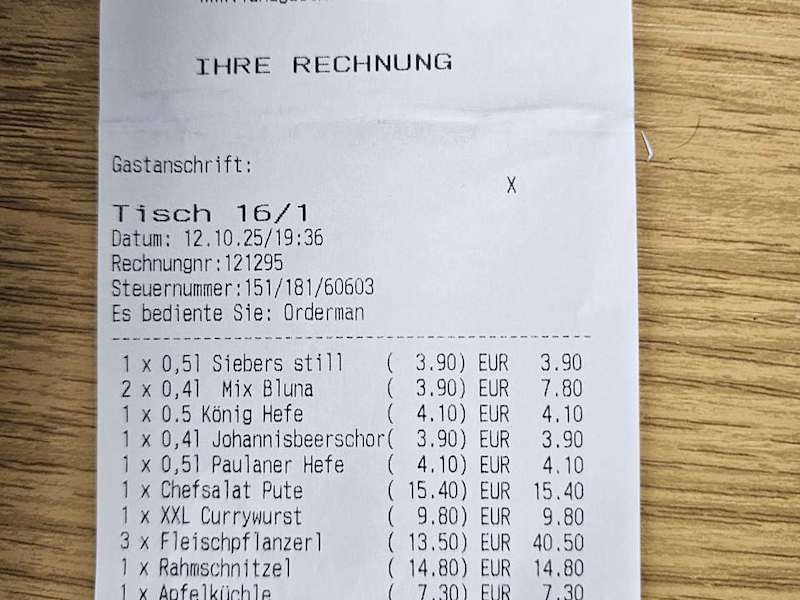 IHRE RECHNUNG
Gastanschrift:
X
Tisch 16/1
Datum: 12.10.25/19:36
Rechnungnr:121295
Steuernummer:151/181/60603
Es bediente Sie: Orderman
1 x 0,5l Siebers still ( 3.90) EUR 3.90
2 x 0,4l Mix Bluna ( 3.90) EUR 7.80
1 x 0.5 König Hefe ( 4.10) EUR 4.10
1 x 0,4l Johannisbeerschor( 3.90) EUR 3.90
1 x 0,5l Paulaner Hefe ( 4.10) EUR 4.10
1 x Chefsalat Pute ( 15.40) EUR 15.40
1 x XXL Currywurst ( 9.80) EUR 9.80
3 x Fleischpflanzerl ( 13.50) EUR 40.50
1 x Rahmschnitzel ( 14.80) EUR 14.80
1 x Apfelküchle ( 7.30) EUR 7.30